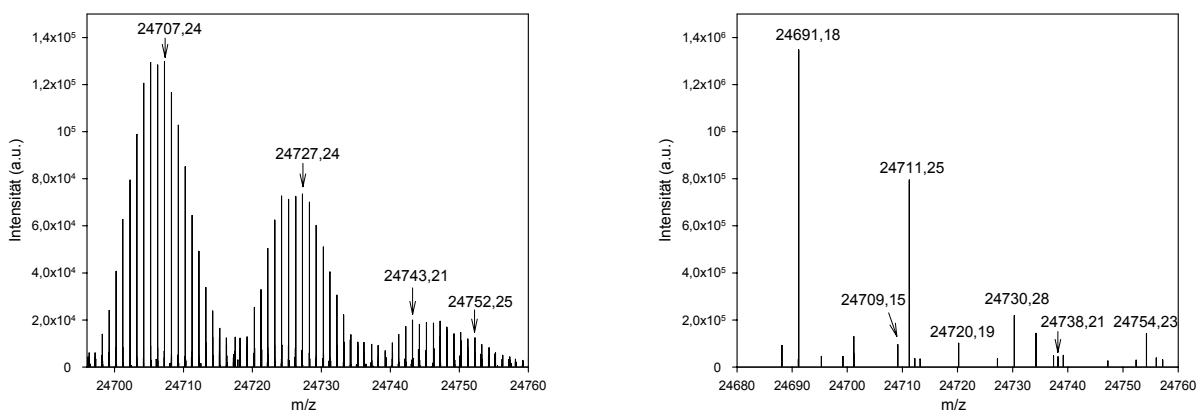 24707,24
1,4x10⁵
1,2x10⁵
10⁵
24727,24
8,0x10⁴
6,0x10⁴
4,0x10⁴
24743,21
24752,25
2,0x10⁴
0
24700 24710 24720 24730 24740 24750 24760
m/z
Intensität (a.u.)
24691,18
1,4x10⁶
1,2x10⁶
10⁶
24711,25
8,0x10⁵
6,0x10⁵
4,0x10⁵
24709,15
24730,28
24720,19
24738,21
24754,23
2,0x10⁵
0
24680 24690 24700 24710 24720 24730 24740 24750 24760
m/z
Intensität (a.u.)